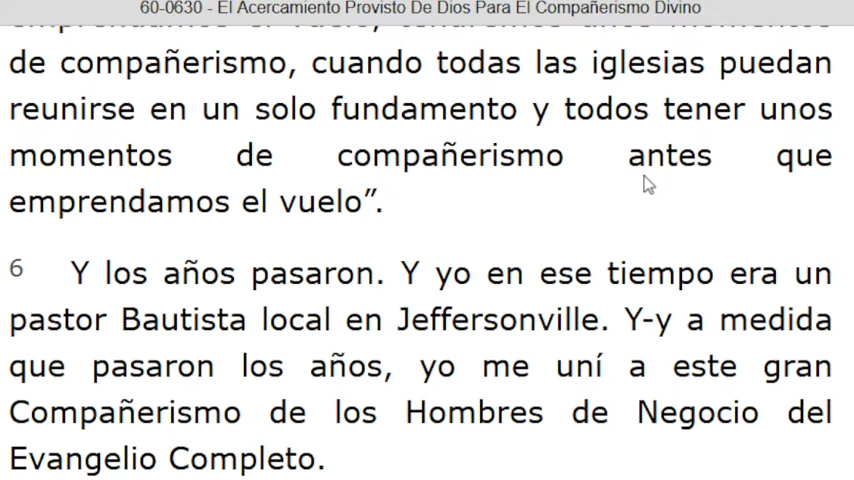 60-0630 - El Acercamiento Provisto De Dios Para El Compañerismo Divino
de compañerismo, cuando todas las iglesias puedan
reunirse en un solo fundamento y todos tener unos
momentos de compañerismo antes que
emprendamos el vuelo”.
6 Y los años pasaron. Y yo en ese tiempo era un
pastor Bautista local en Jeffersonville. Y-y a medida
que pasaron los años, yo me uní a este gran
Compañerismo de los Hombres de Negocio del
Evangelio Completo.